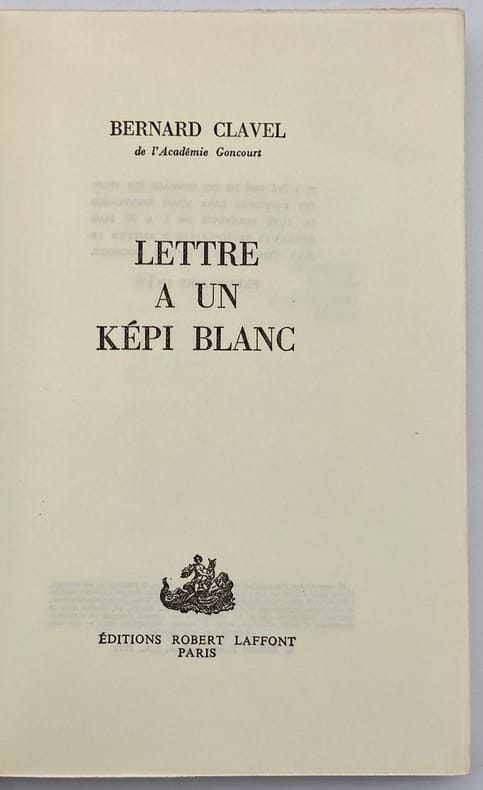 BERNARD CLAVEL
de l'Académie Goncourt
LETTRE
A UN
KÉPI BLANC
ÉDITIONS ROBERT LAFFONT
PARIS